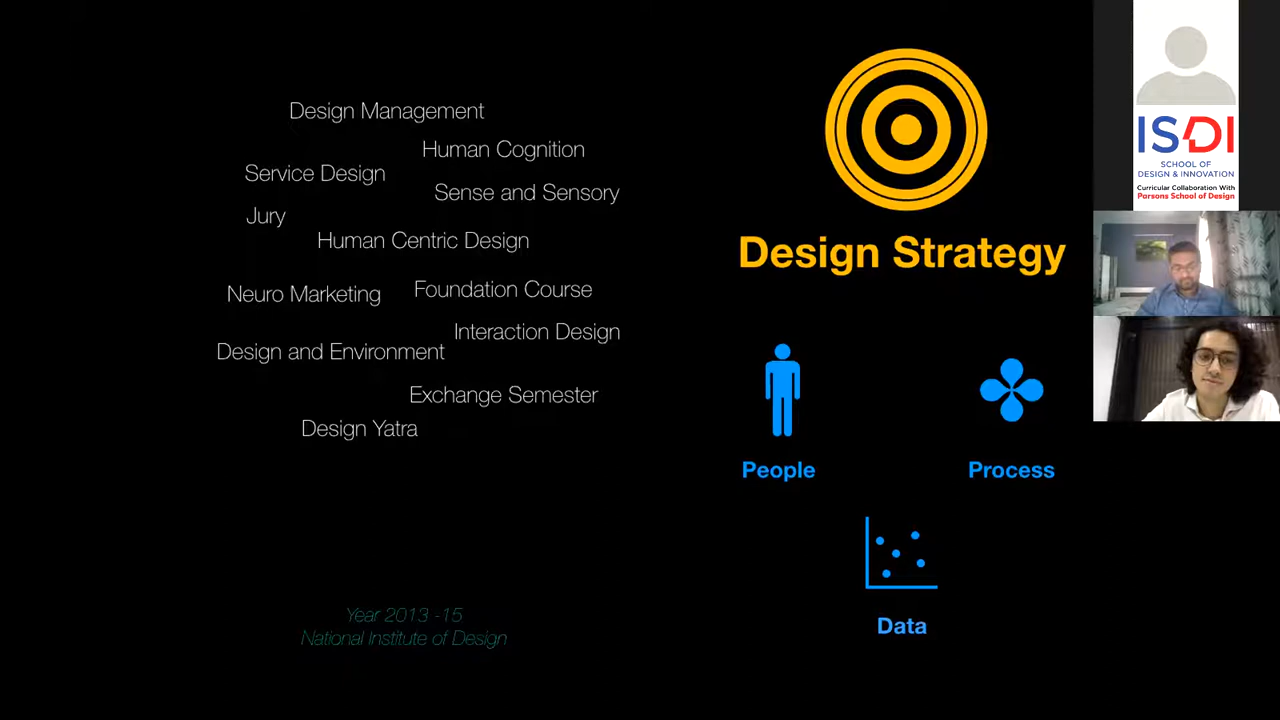 Design Management
Human Cognition
Service Design
Sense and Sensory
Jury
Human Centric Design
Neuro Marketing
Foundation Course
Interaction Design
Design and Environment
Exchange Semester
Design Yatra
Year 2013 -15
National Institute of Design
Design Strategy
People
Process
Data
ISDI
SCHOOL OF
DESIGN & INNOVATION
Curricular Collaboration With
Parsons School of Design